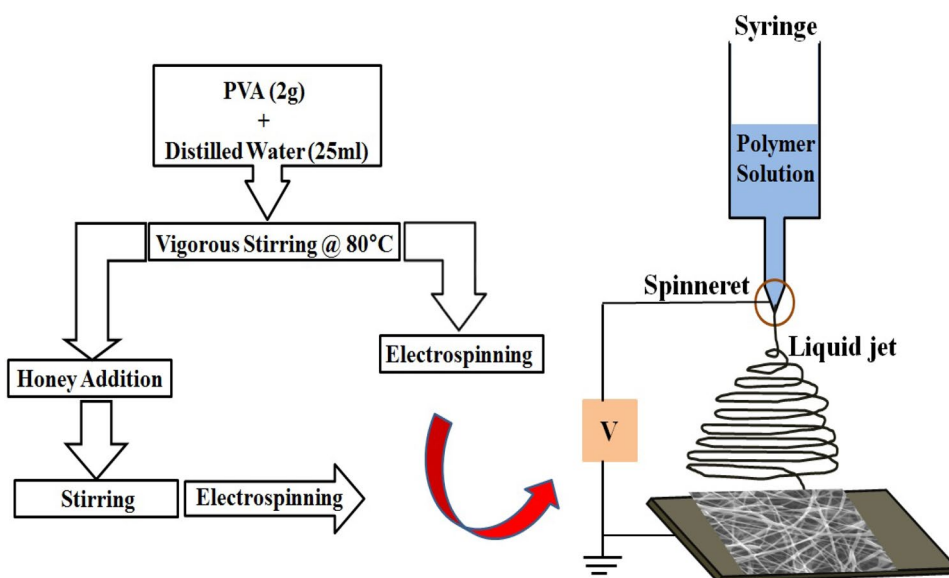 PVA (2g)
+
Distilled Water (25ml)
Vigorous Stirring @ 80°C
Honey Addition
Stirring
Electrospinning
Electrospinning
Syringe
Polymer
Solution
Spinneret
Liquid jet
V